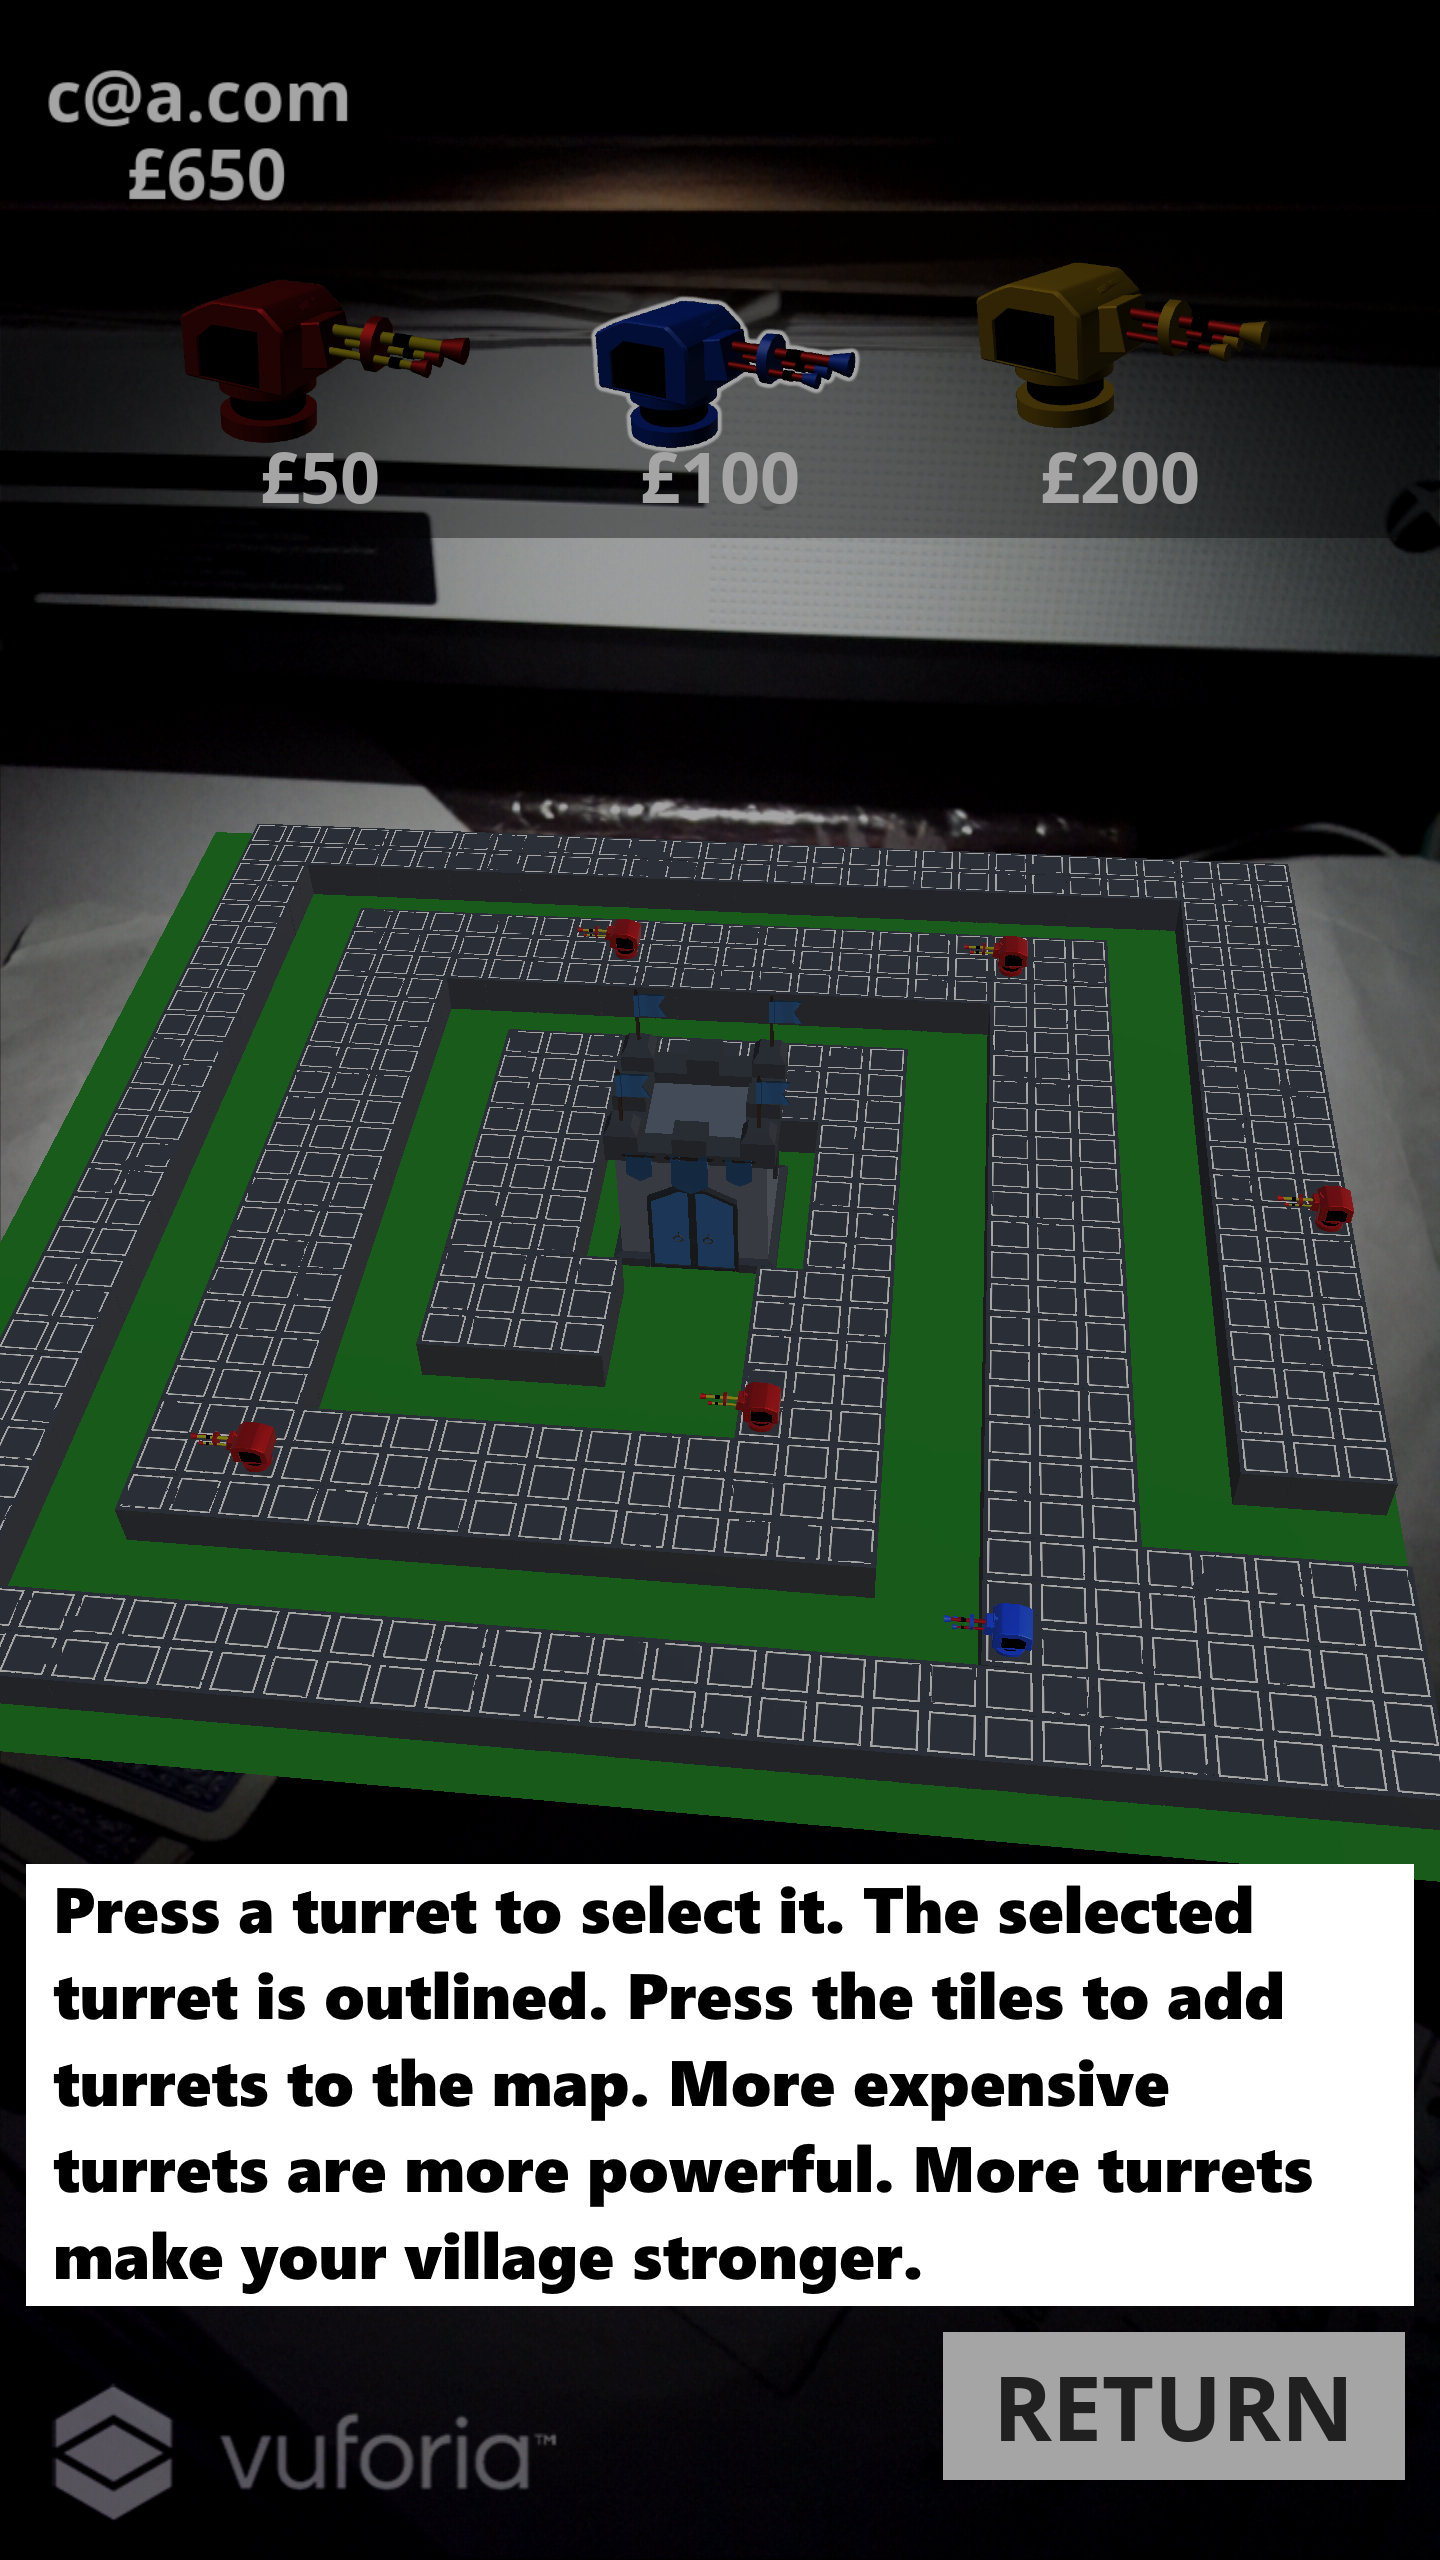 c@a.com
£650
£50 £100 £200
Press a turret to select it. The selected
turret is outlined. Press the tiles to add
turrets to the map. More expensive
turrets are more powerful. More turrets
make your village stronger.
RETURN
vuforia™